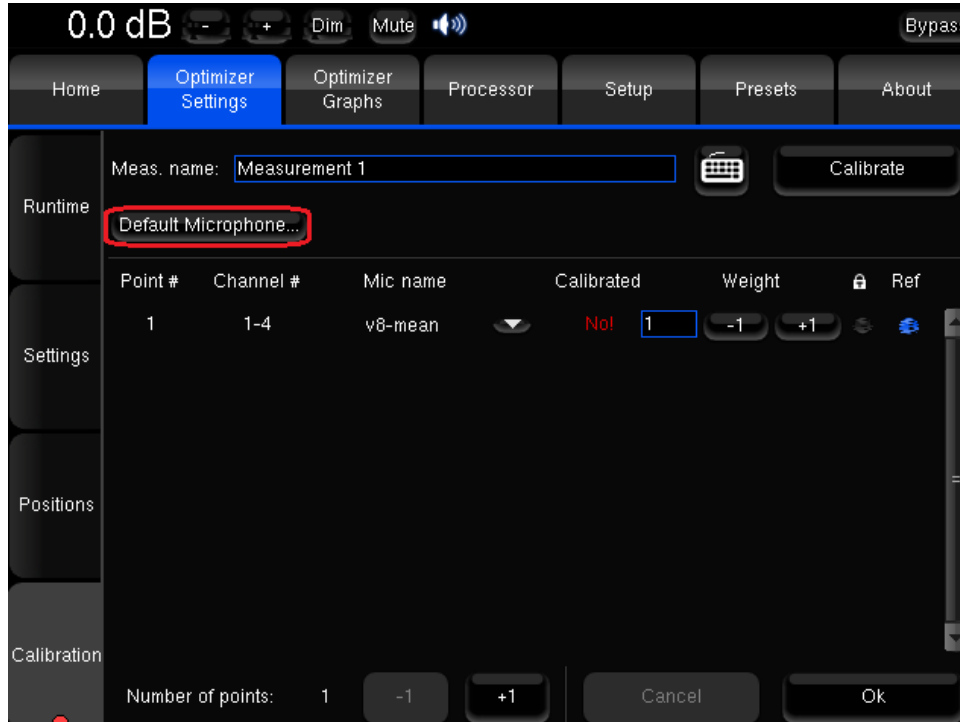 0.0 dB - + Dim Mute Bypas
Home Optimizer Settings Optimizer Graphs Processor Setup Presets About
Runtime
Meas. name: Measurement 1 Calibrate
Default Microphone...
Point # Channel # Mic name Calibrated Weight Ref
1 1-4 v8-mean No! 1 -1 +1
Settings
Positions
Calibration
Number of points: 1 -1 +1 Cancel Ok